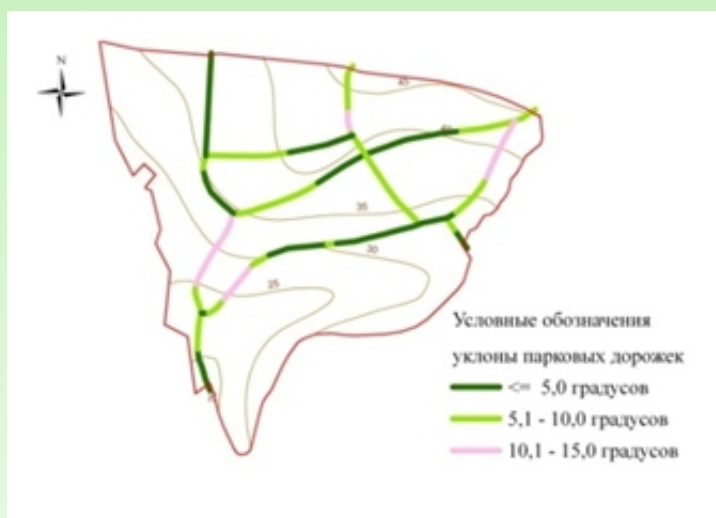 N
45
40
35
30
25
Условные обозначения
уклоны парковых дорожек
<= 5,0 градусов
5,1 - 10,0 градусов
10,1 - 15,0 градусов